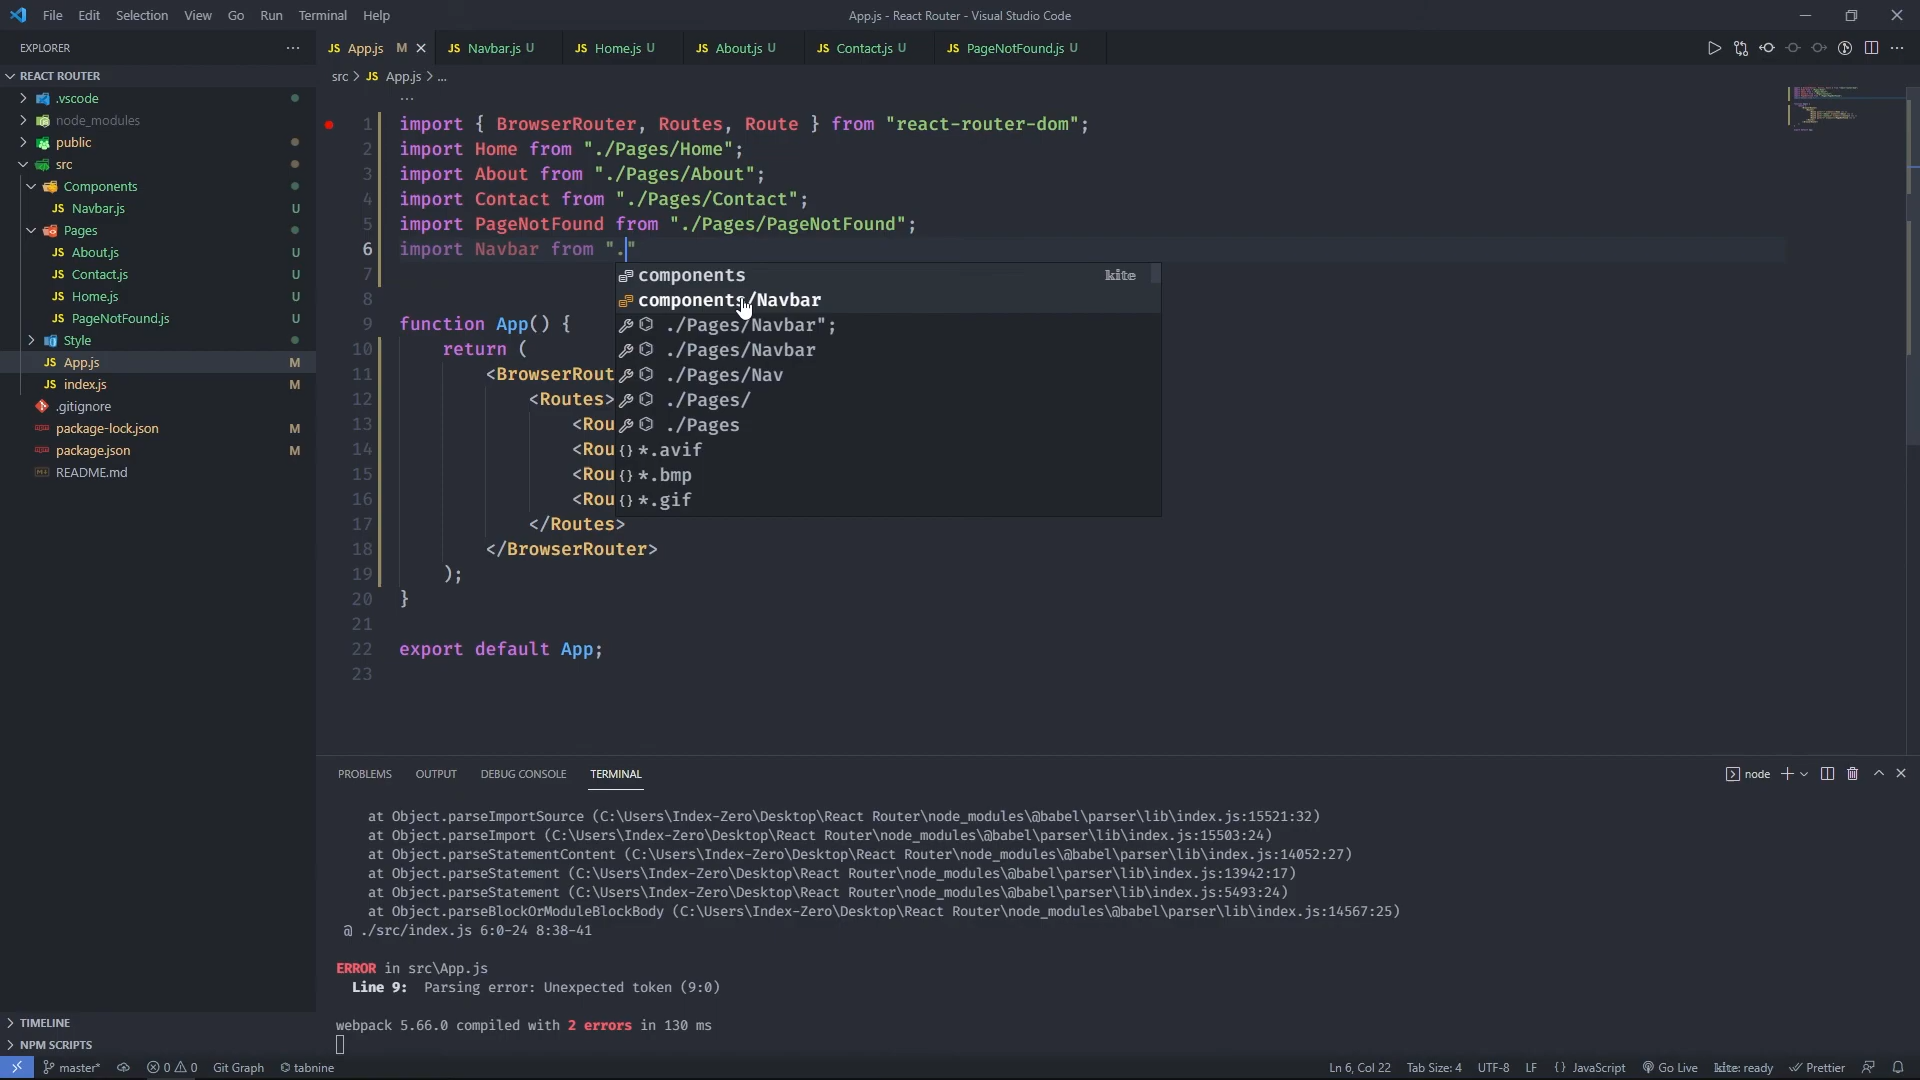 File Edit Selection View Go Run Terminal Help
App.js - React Router - Visual Studio Code
EXPLORER
REACT ROUTER
.vscode
node_modules
public
src
Components
JS Navbar.js U
Pages
JS About.js U
JS Contact.js U
JS Home.js U
JS PageNotFound.js U
Style
JS App.js M
JS index.js M
.gitignore
package-lock.json M
package.json M
README.md
TIMELINE
NPM SCRIPTS
JS App.js M JS Navbar.js U JS Home.js U JS About.js U JS Contact.js U JS PageNotFound.js U
src > JS App.js > ...
...
1 import { BrowserRouter, Routes, Route } from "react-router-dom";
2 import Home from "./Pages/Home";
3 import About from "./Pages/About";
4 import Contact from "./Pages/Contact";
5 import PageNotFound from "./Pages/PageNotFound";
6 import Navbar from "."
7
8
9 function App() {
10 return (
11 <BrowserRout
12 <Routes>
13 <Rou
14 <Rou
15 <Rou
16 <Rou
17 </Routes>
18 </BrowserRouter>
19 );
20 }
21
22 export default App;
23
components kite
components/Navbar
./Pages/Navbar";
./Pages/Navbar
./Pages/Nav
./Pages/
./Pages
{} *.avif
{} *.bmp
{} *.gif
PROBLEMS OUTPUT DEBUG CONSOLE TERMINAL
node
at Object.parseImportSource (C:\Users\Index-Zero\Desktop\React Router\node_modules\@babel\parser\lib\index.js:15521:32)
at Object.parseImport (C:\Users\Index-Zero\Desktop\React Router\node_modules\@babel\parser\lib\index.js:15503:24)
at Object.parseStatementContent (C:\Users\Index-Zero\Desktop\React Router\node_modules\@babel\parser\lib\index.js:14052:27)
at Object.parseStatement (C:\Users\Index-Zero\Desktop\React Router\node_modules\@babel\parser\lib\index.js:13942:17)
at Object.parseStatement (C:\Users\Index-Zero\Desktop\React Router\node_modules\@babel\parser\lib\index.js:5493:24)
at Object.parseBlockOrModuleBlockBody (C:\Users\Index-Zero\Desktop\React Router\node_modules\@babel\parser\lib\index.js:14567:25)
@ ./src/index.js 6:0-24 8:38-41
ERROR in src\App.js
Line 9: Parsing error: Unexpected token (9:0)
webpack 5.66.0 compiled with 2 errors in 130 ms
master* 0 0 Git Graph tabnine
Ln 6, Col 22 Tab Size: 4 UTF-8 LF {} JavaScript Go Live kite: ready Prettier